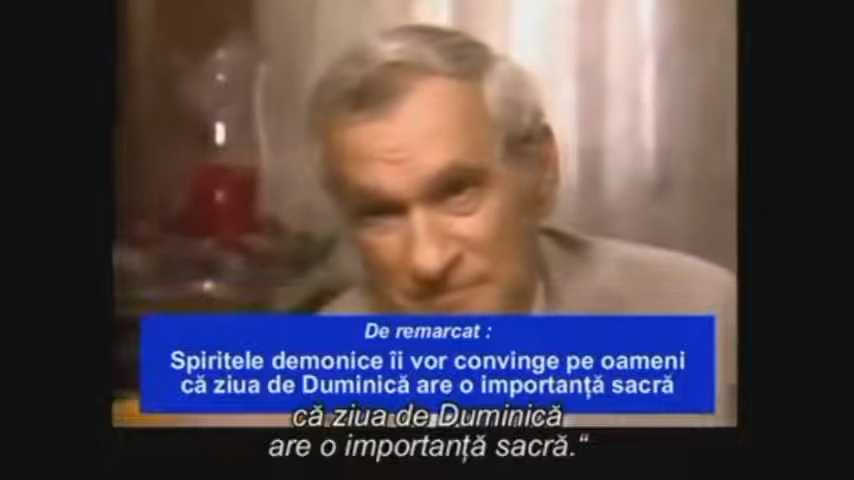 De remarcat :
Spiritele demonice îi vor convinge pe oameni
că ziua de Duminică are o importanță sacră
că ziua de Duminică
are o importanță sacră.“